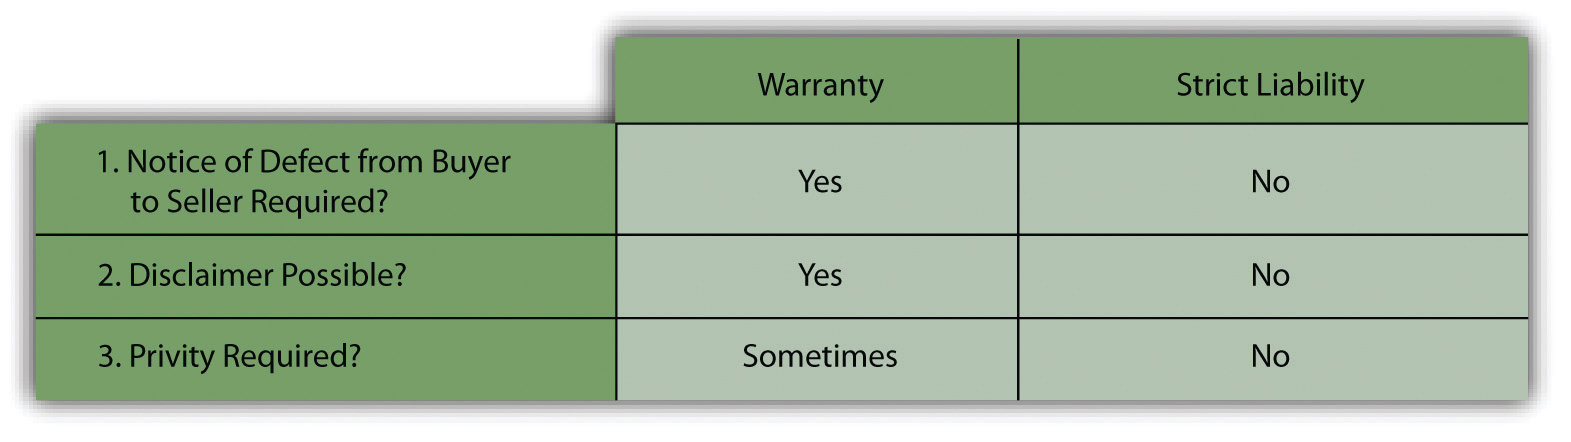 Warranty
Strict Liability
1. Notice of Defect from Buyer
to Seller Required?
Yes
No
2. Disclaimer Possible?
Yes
No
3. Privity Required?
Sometimes
No